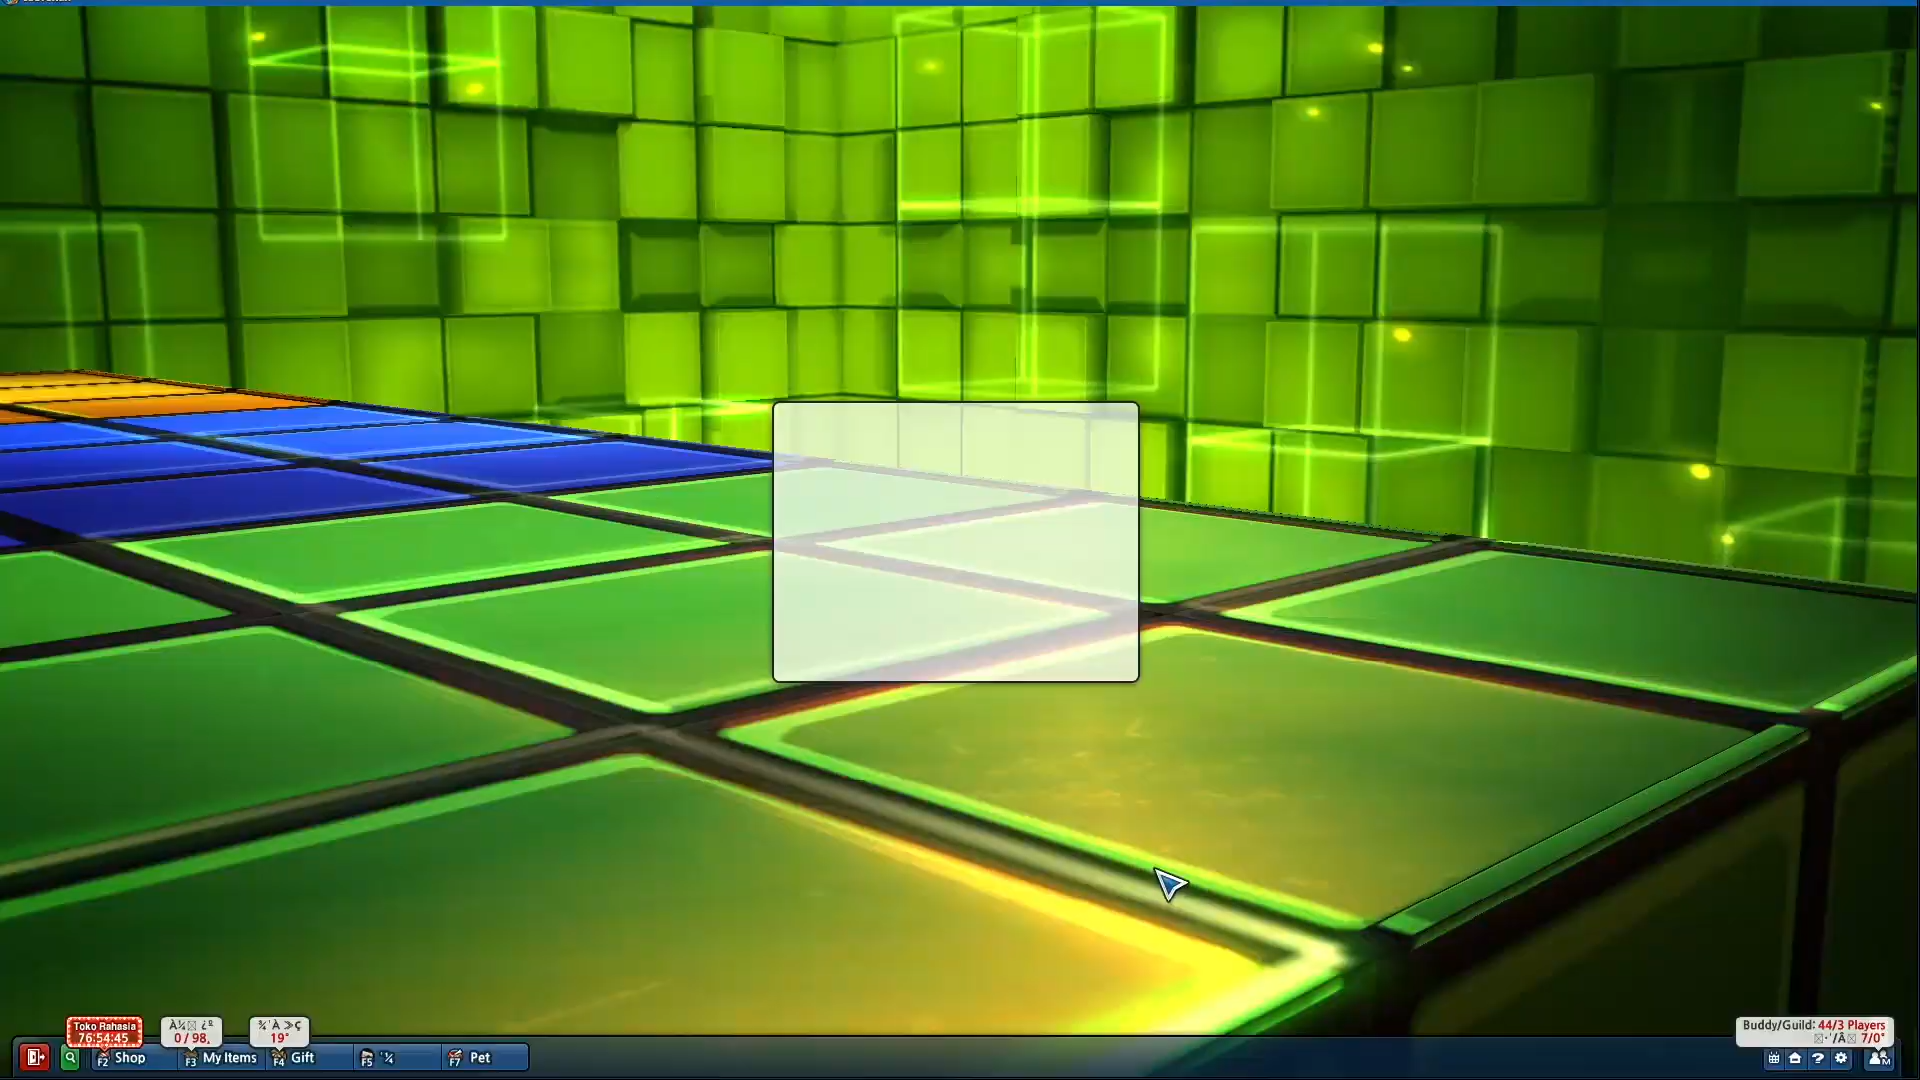 Toko Rahasia
76:54:45
0/98,
19°
F2 Shop
F3 My Items
F4 Gift
F5
F7 Pet
Buddy/Guild: 44/3 Players
7/0°